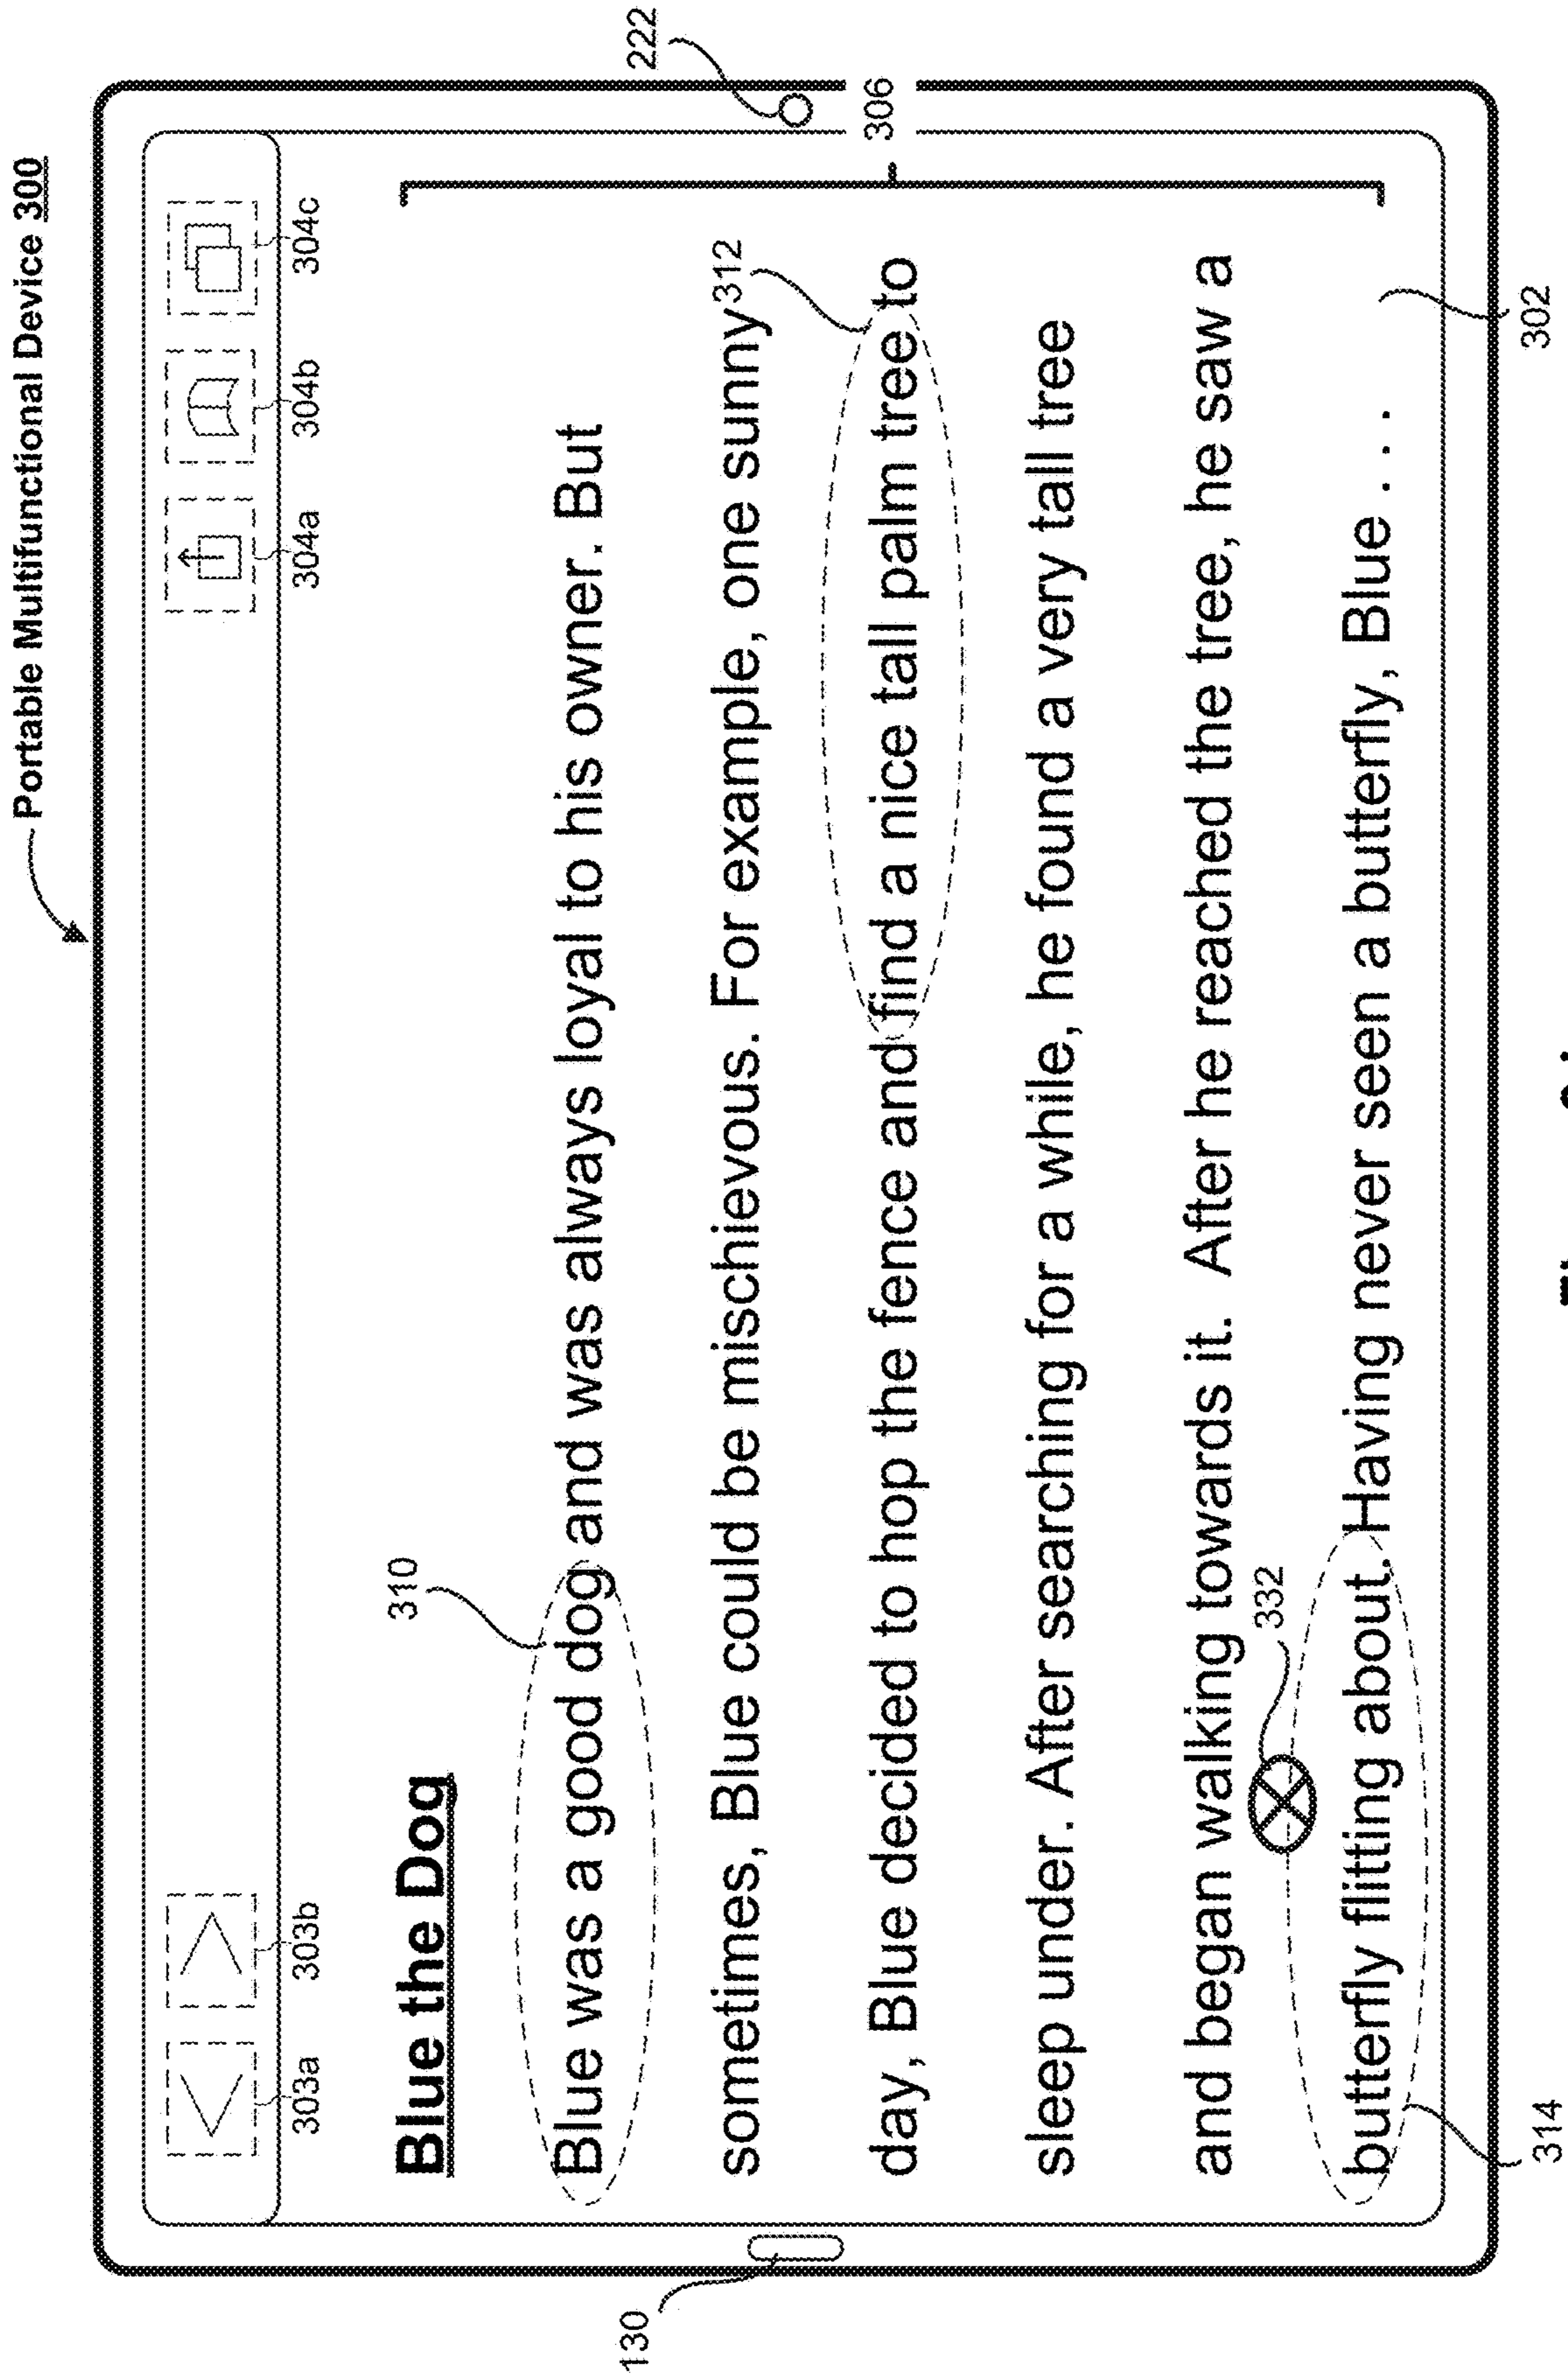 Portable Multifunctional Device 300
303a
303b
304a
304b
304c
Blue the Dog
310
Blue was a good dog and was always loyal to his owner. But
sometimes, Blue could be mischievous. For example, one sunny
312
day, Blue decided to hop the fence and find a nice tall palm tree to
sleep under. After searching for a while, he found a very tall tree
and began walking towards it. After he reached the tree, he saw a
332
butterfly flitting about. Having never seen a butterfly, Blue . . .
130
222
306
314
302